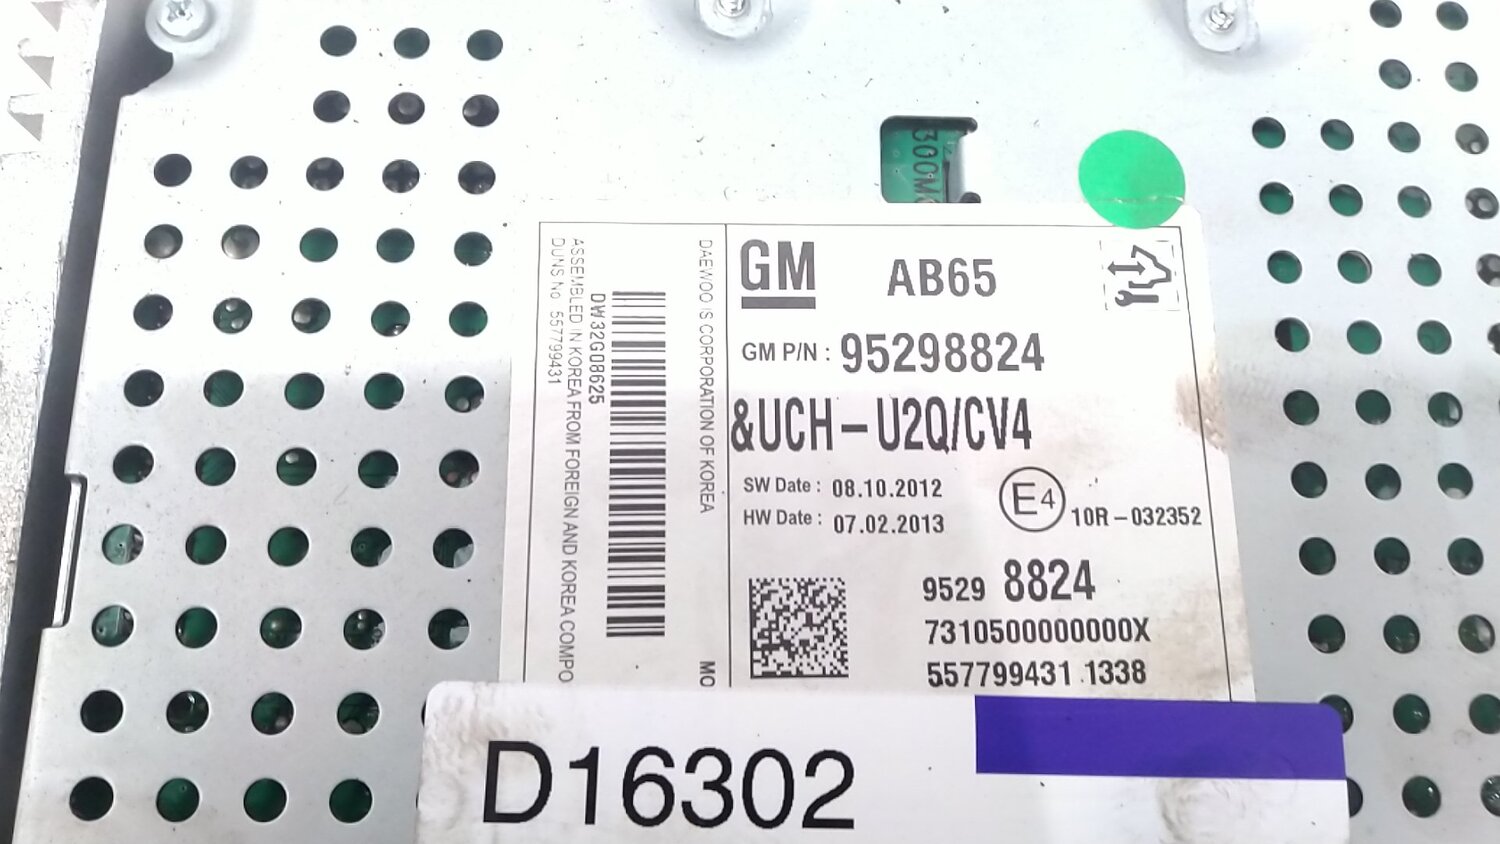 300M
GM AB65
GM P/N : 95298824
&UCH-U2Q/CV4
SW Date : 08.10.2012
HW Date : 07.02.2013
E4 10R-032352
9529 8824
7310500000000X
557799431 1338
DAEWOO IS CORPORATION OF KOREA
MO
DW32G08625
ASSEMBLED IN KOREA FROM FOREIGN AND KOREA COMPO
DUNS No 557799431
D16302